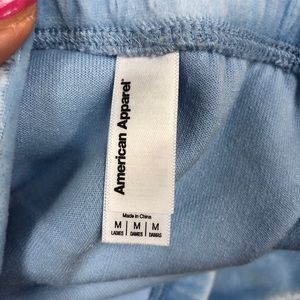 American Apparel®
Made in China
M | M | M
LADIES | DAMES | DAMAS